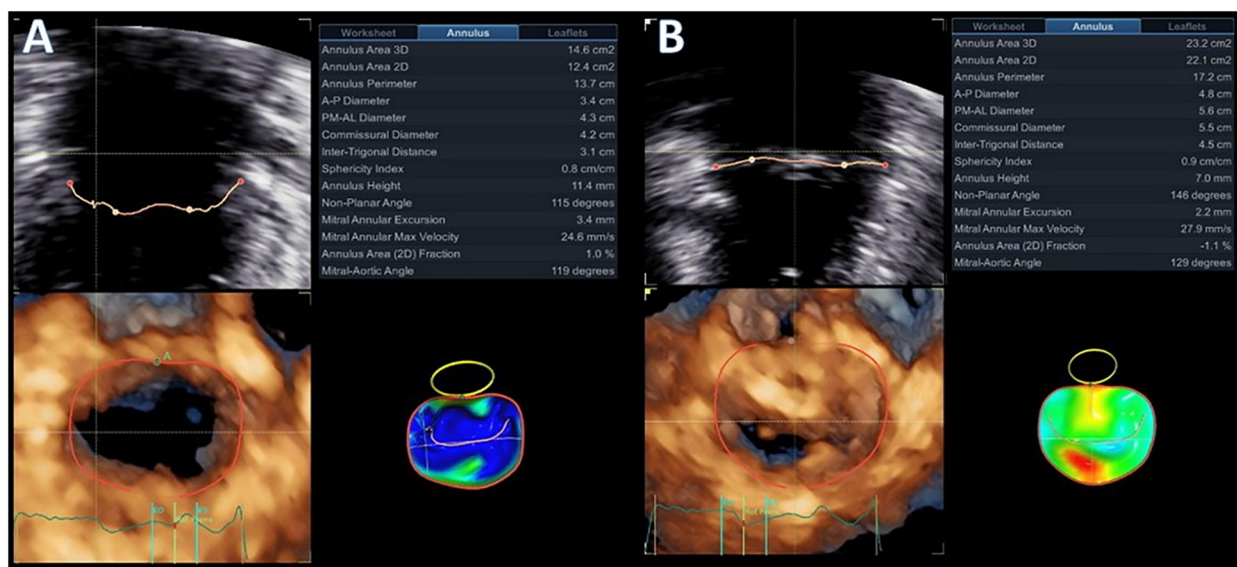 A
Worksheet Annulus Leaflets
Annulus Area 3D 14.6 cm2
Annulus Area 2D 12.4 cm2
Annulus Perimeter 13.7 cm
A-P Diameter 3.4 cm
PM-AL Diameter 4.3 cm
Commissural Diameter 4.2 cm
Inter-Trigonal Distance 3.1 cm
Sphericity Index 0.8 cm/cm
Annulus Height 11.4 mm
Non-Planar Angle 115 degrees
Mitral Annular Excursion 3.4 mm
Mitral Annular Max Velocity 24.6 mm/s
Annulus Area (2D) Fraction 1.0 %
Mitral-Aortic Angle 119 degrees
A
ES
B
Worksheet Annulus Leaflets
Annulus Area 3D 23.2 cm2
Annulus Area 2D 22.1 cm2
Annulus Perimeter 17.2 cm
A-P Diameter 4.8 cm
PM-AL Diameter 5.6 cm
Commissural Diameter 5.5 cm
Inter-Trigonal Distance 4.5 cm
Sphericity Index 0.9 cm/cm
Annulus Height 7.0 mm
Non-Planar Angle 146 degrees
Mitral Annular Excursion 2.2 mm
Mitral Annular Max Velocity 27.9 mm/s
Annulus Area (2D) Fraction -1.1 %
Mitral-Aortic Angle 129 degrees